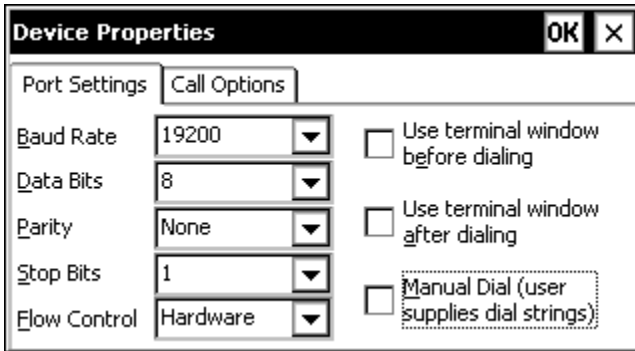 Device Properties OK ×
Port Settings Call Options
Baud Rate 19200
Use terminal window
before dialing
Data Bits 8
Parity None
Use terminal window
after dialing
Stop Bits 1
Manual Dial (user
supplies dial strings)
Flow Control Hardware